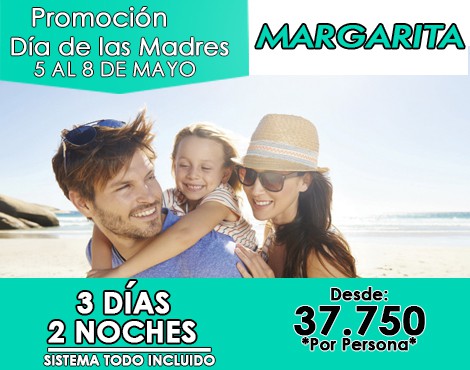 Promoción
Día de las Madres
5 AL 8 DE MAYO
MARGARITA
3 DÍAS
2 NOCHES
SISTEMA TODO INCLUIDO
Desde:
37.750
*Por Persona*